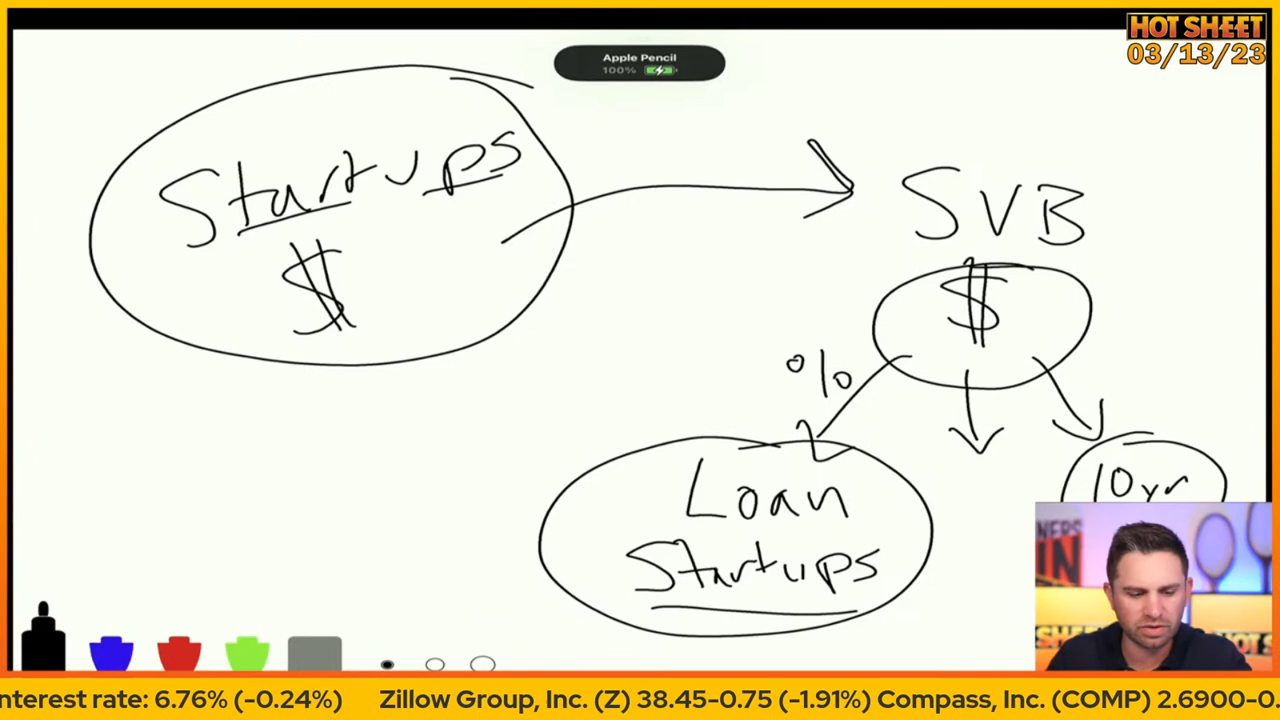 HOT SHEET
03/13/23
Apple Pencil
100%
Startups
$
SVB
$
%
Loan
Startups
10yr
nterest rate: 6.76% (-0.24%) Zillow Group, Inc. (Z) 38.45-0.75 (-1.91%) Compass, Inc. (COMP) 2.6900-0.